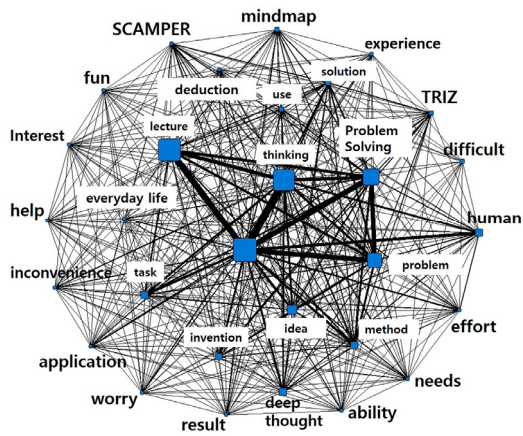 mindmap
SCAMPER
experience
solution
fun
deduction
use
TRIZ
lecture
Problem
Solving
Interest
thinking
difficult
everyday life
help
human
inconvenience
task
problem
idea
method
effort
invention
application
needs
worry
deep
thought
ability
result